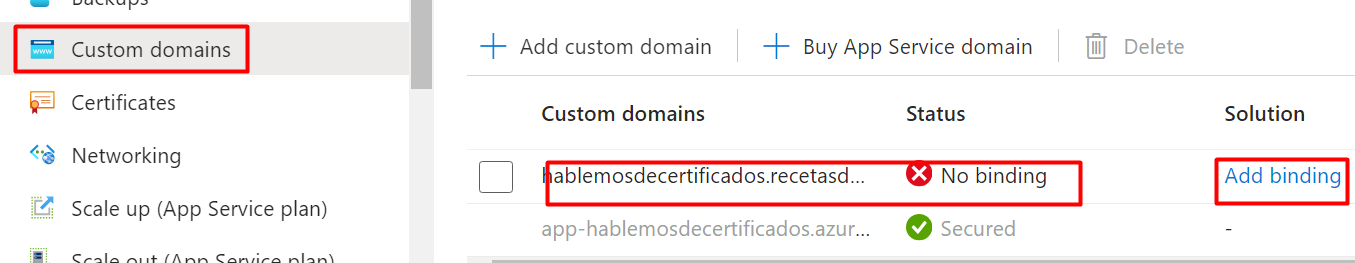 Backups
Custom domains
Certificates
Networking
Scale up (App Service plan)
Scale out (App Service plan)
Add custom domain
Buy App Service domain
Delete
Custom domains Status Solution
hablemosdecertificados.recetasd... No binding Add binding
app-hablemosdecertificados.azur... Secured -